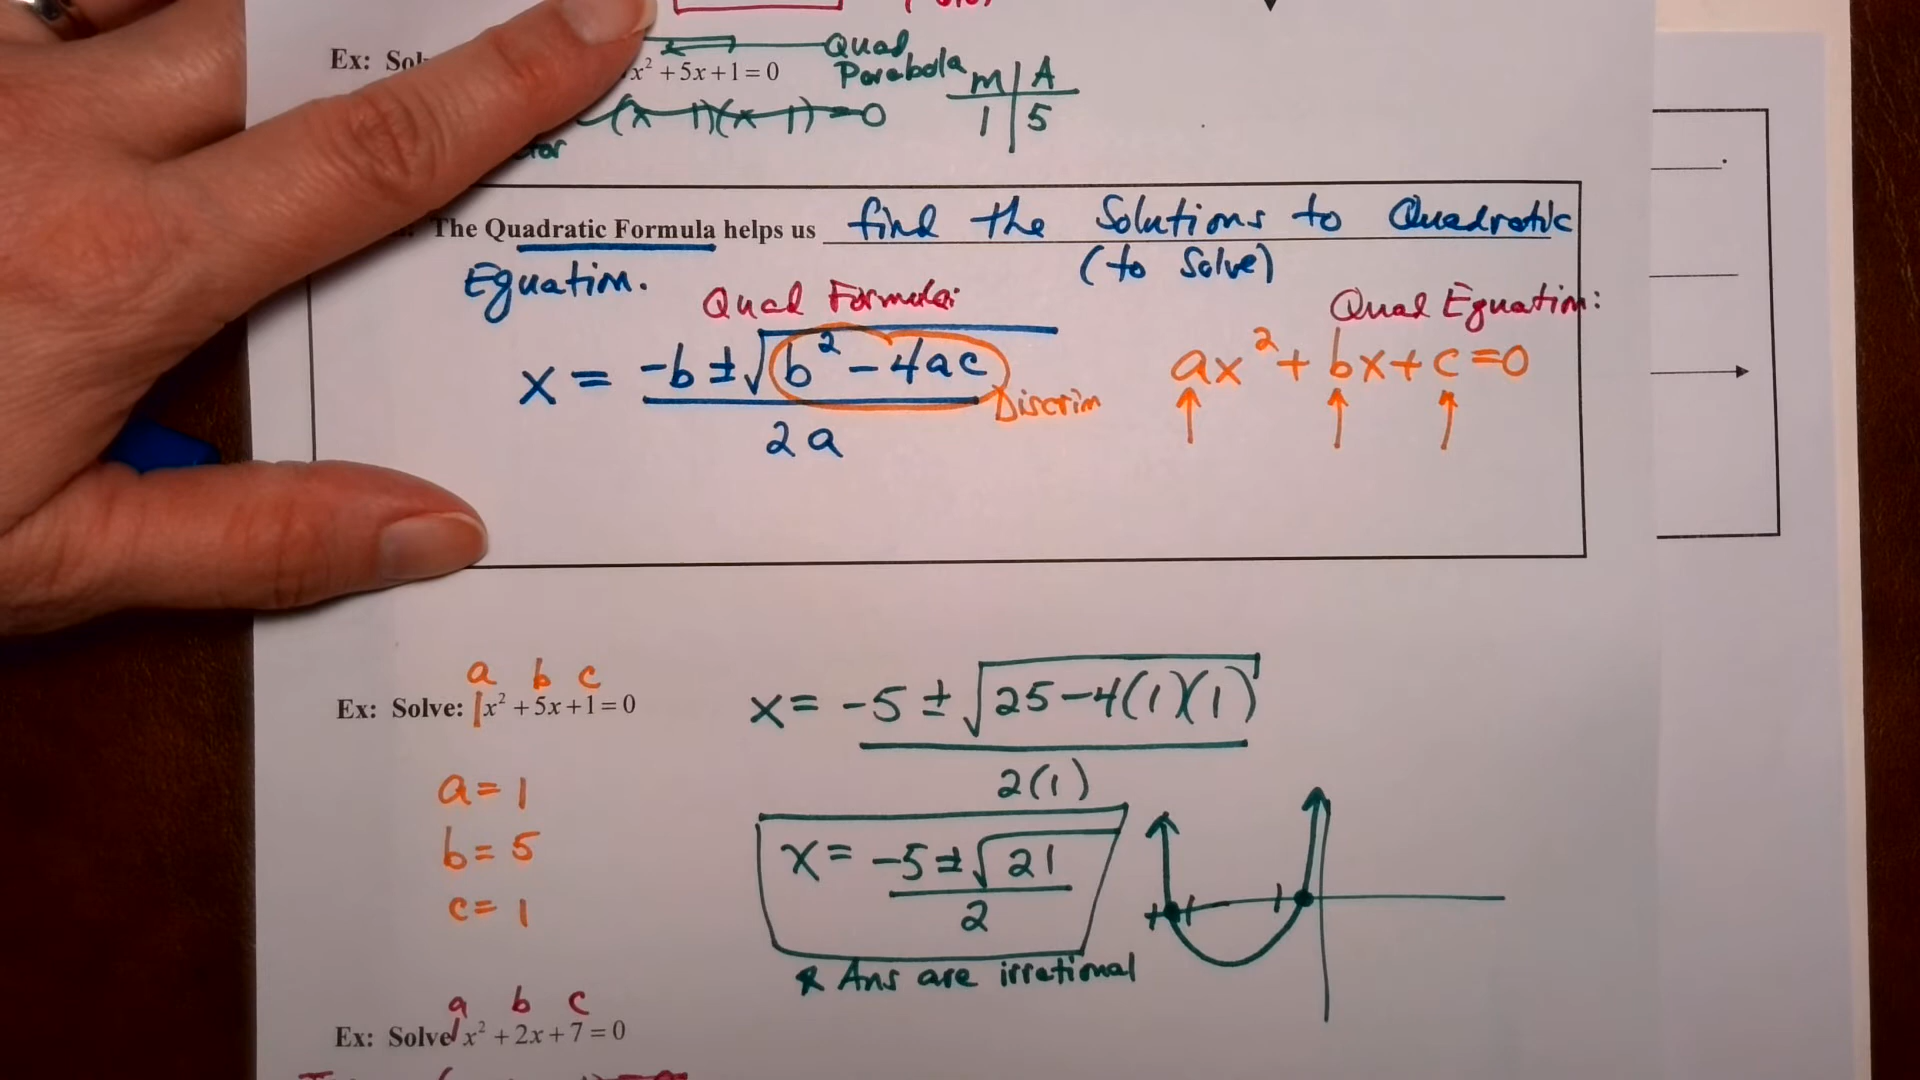 Ex:
x² + 5x + 1 = 0
Quad
Parabola
M | A
1 | 5
(x   1)(x   1) = 0
The Quadratic Formula helps us find the Solutions to Quadratic
(to Solve)
Equation.
Quad Formula:
Quad Equation:
x = -b ± √(b² - 4ac) / 2a
Discrim
ax² + bx + c = 0
a b c
Ex: Solve: 1x² + 5x + 1 = 0
x = -5 ± √(25 - 4(1)(1)) / 2(1)
a = 1
b = 5
c = 1
x = -5 ± √21 / 2
* Ans are irrational
a b c
Ex: Solve 1x² + 2x + 7 = 0